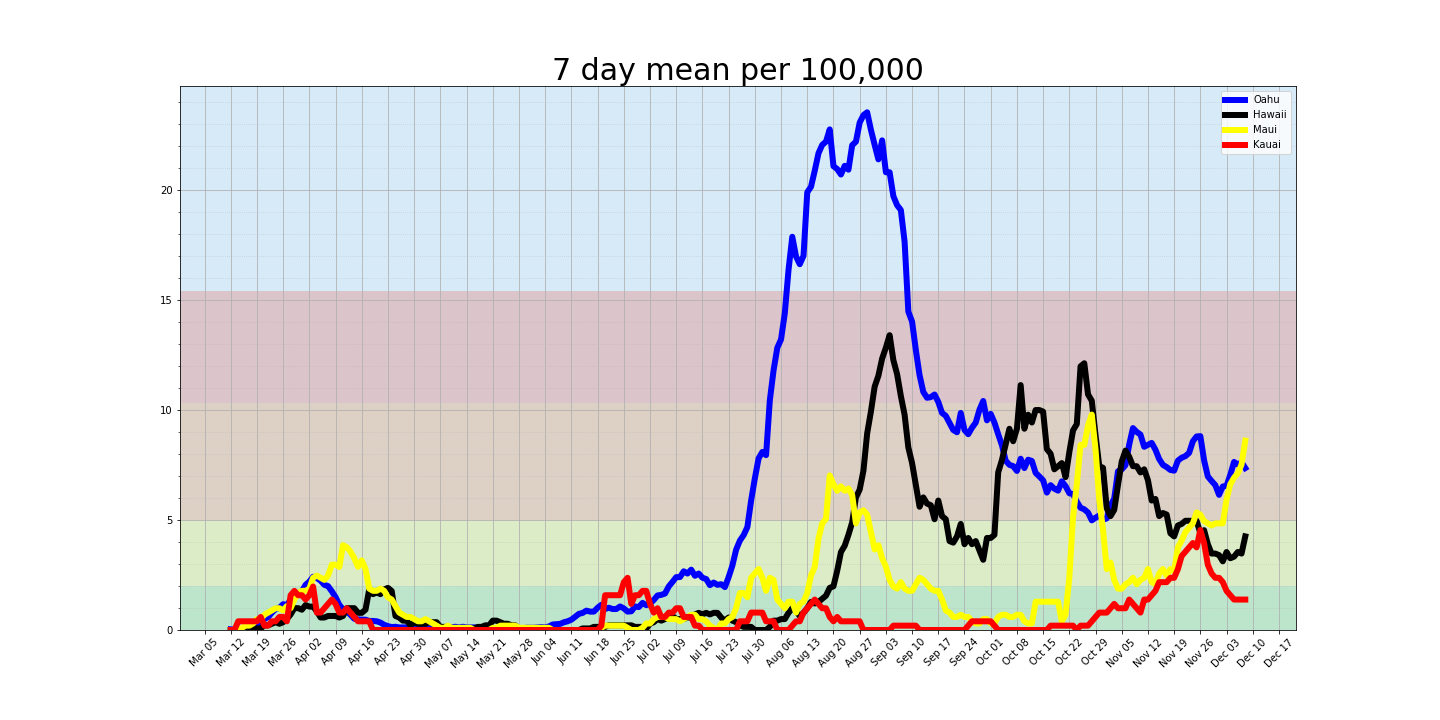 7 day mean per 100,000
Oahu
Hawaii
Maui
Kauai
20
15
10
5
0
Mar 05
Mar 12
Mar 19
Mar 26
Apr 02
Apr 09
Apr 16
Apr 23
Apr 30
May 07
May 14
May 21
May 28
Jun 04
Jun 11
Jun 18
Jun 25
Jul 02
Jul 09
Jul 16
Jul 23
Jul 30
Aug 06
Aug 13
Aug 20
Aug 27
Sep 03
Sep 10
Sep 17
Sep 24
Oct 01
Oct 08
Oct 15
Oct 22
Oct 29
Nov 05
Nov 12
Nov 19
Nov 26
Dec 03
Dec 10
Dec 17